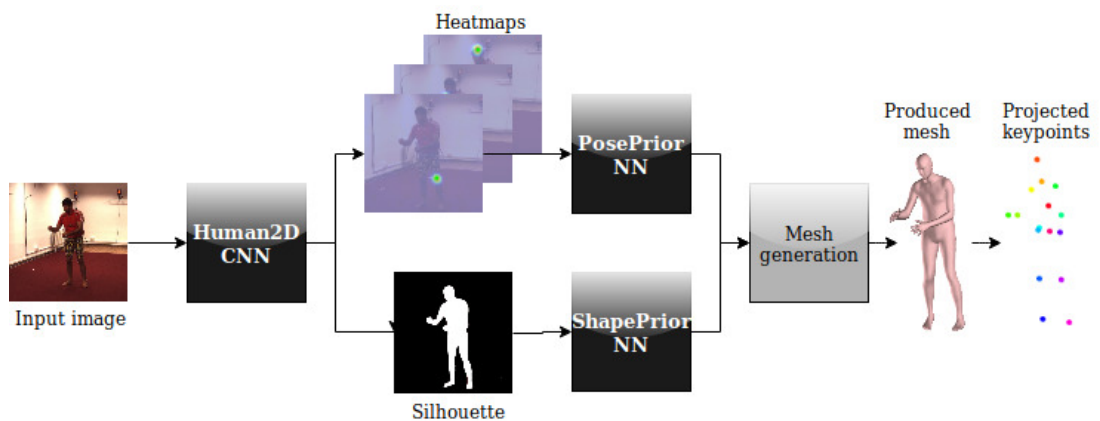 Heatmaps
PosePrior
NN
Produced
mesh
Projected
keypoints
Human2D
CNN
Mesh
generation
Input image
ShapePrior
NN
Silhouette